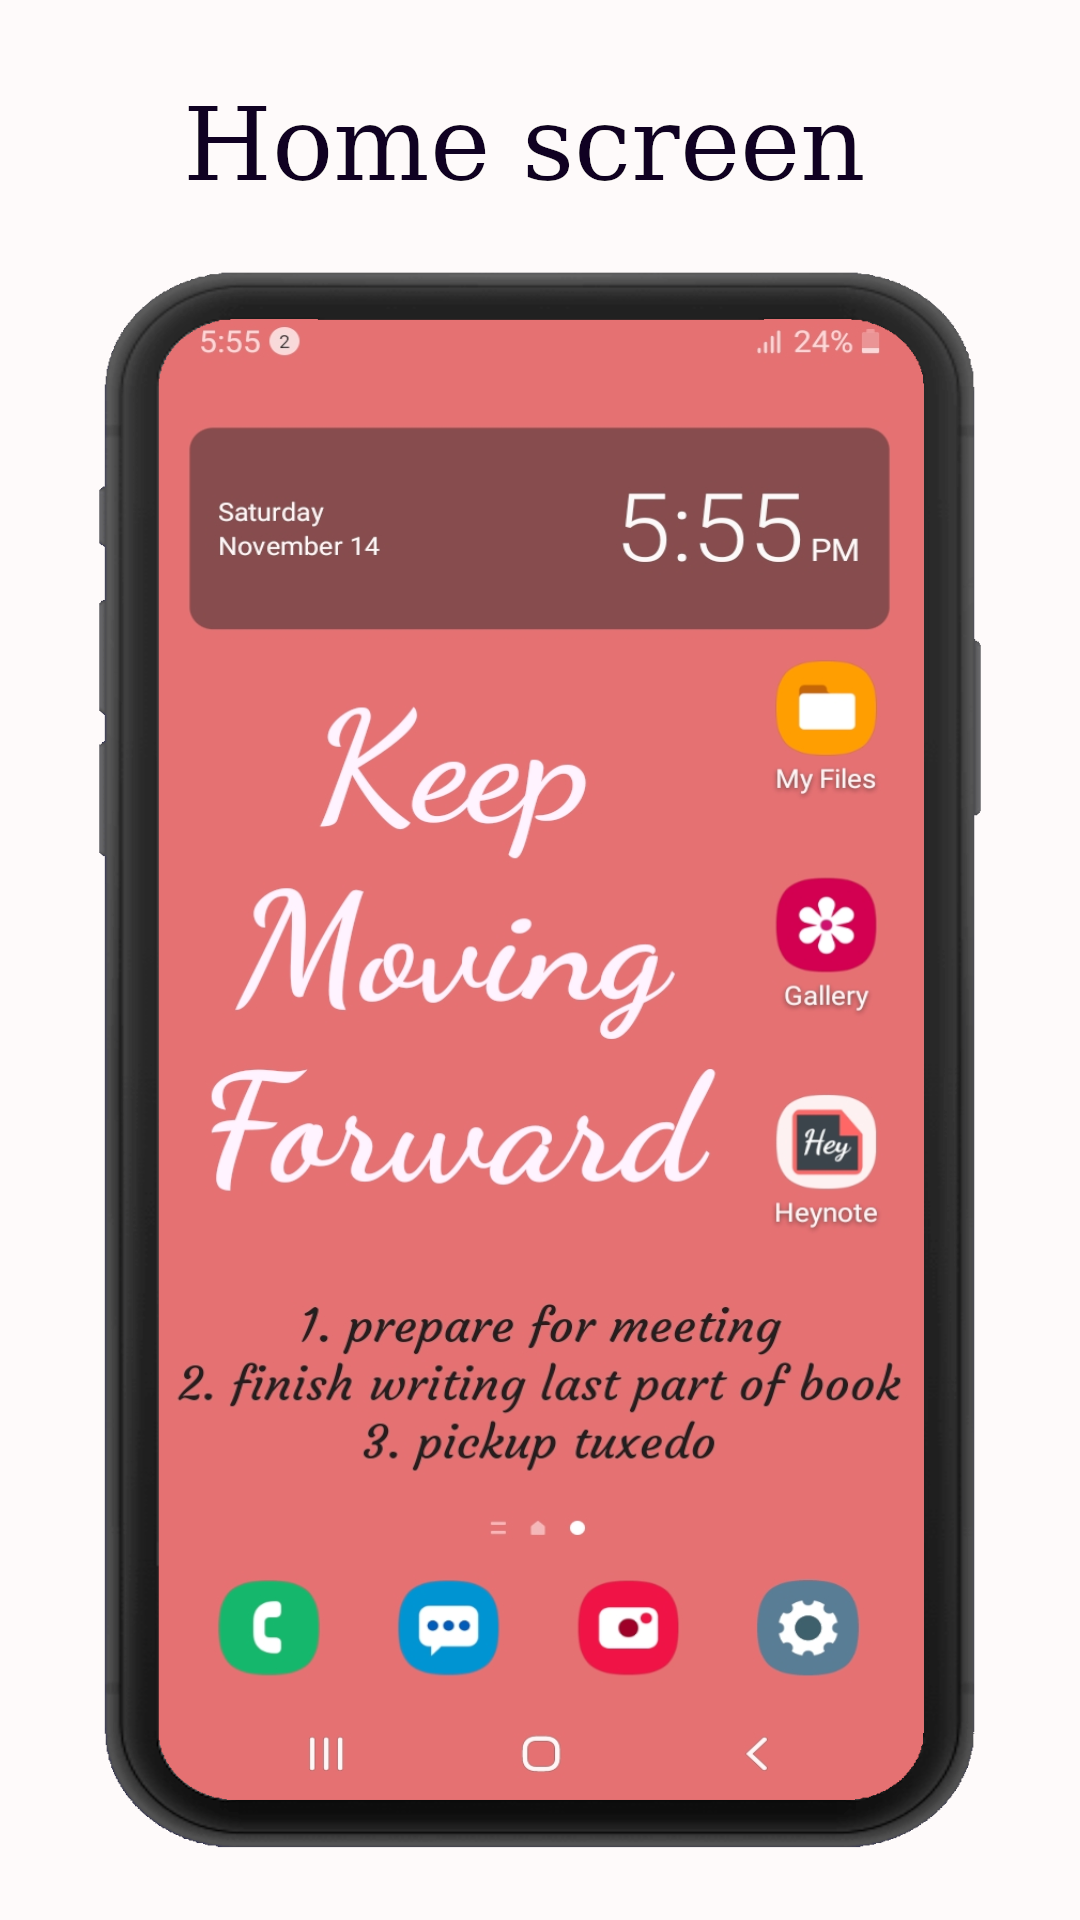 Home screen
5:55 2 24%
Saturday
November 14
5:55 PM
Keep
Moving
Forward
My Files
Gallery
Hey
Heynote
1. prepare for meeting
2. finish writing last part of book
3. pickup tuxedo